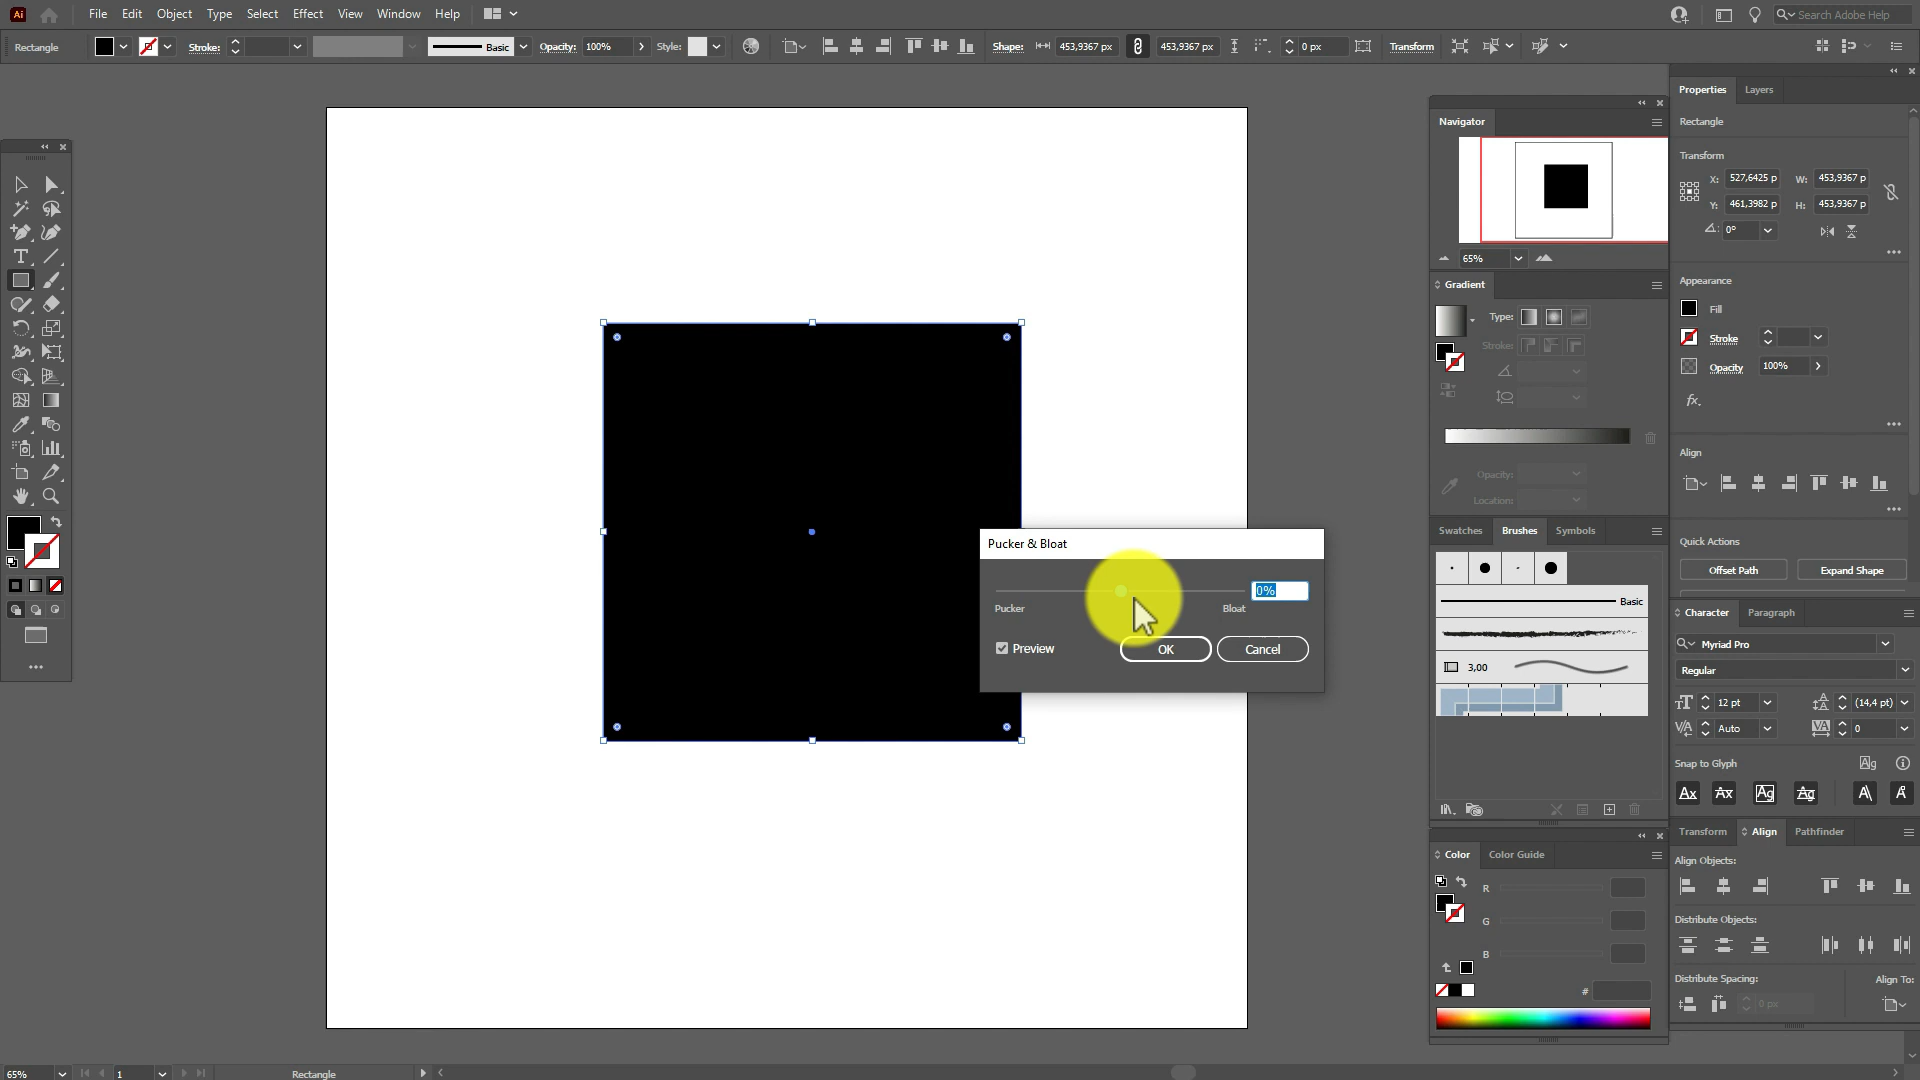 Ai File Edit Object Type Select Effect View Window Help Search Adobe Help
Rectangle Stroke: Basic Opacity: 100% Style: Shape: 453,9367 px 453,9367 px 0 px Transform
Properties Layers
Rectangle
Transform
X: 527,6425 p W: 453,9367 p
Y: 461,3982 p H: 453,9367 p
0°
Appearance
Fill
Stroke
Opacity 100%
fx.
Align
Quick Actions
Offset Path Expand Shape
Navigator
65%
Gradient
Type:
Stroke:
Opacity:
Location:
Swatches Brushes Symbols
Basic
3,00
Pucker & Bloat
0%
Pucker Bloat
Preview OK Cancel
Character Paragraph
Myriad Pro
Regular
12 pt (14,4 pt)
Auto 0
Snap to Glyph
Transform Align Pathfinder
Align Objects:
Distribute Objects:
Distribute Spacing: Align To:
0 px
Color Color Guide
R
G
B
#
65% 1 Rectangle